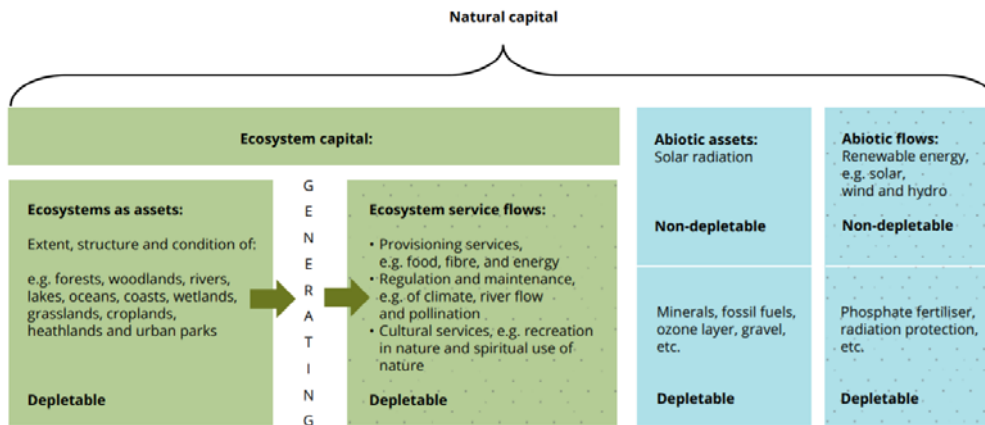 Natural capital
Ecosystem capital:
Ecosystems as assets:
Extent, structure and condition of:
e.g. forests, woodlands, rivers,
lakes, oceans, coasts, wetlands,
grasslands, croplands,
heathlands and urban parks
Depletable
G
E
N
E
R
A
T
I
N
G
Ecosystem service flows:
• Provisioning services,
e.g. food, fibre, and energy
• Regulation and maintenance,
e.g. of climate, river flow
and pollination
• Cultural services, e.g. recreation
in nature and spiritual use of
nature
Depletable
Abiotic assets:
Solar radiation
Non-depletable
Minerals, fossil fuels,
ozone layer, gravel,
etc.
Depletable
Abiotic flows:
Renewable energy,
e.g. solar,
wind and hydro
Non-depletable
Phosphate fertiliser,
radiation protection,
etc.
Depletable